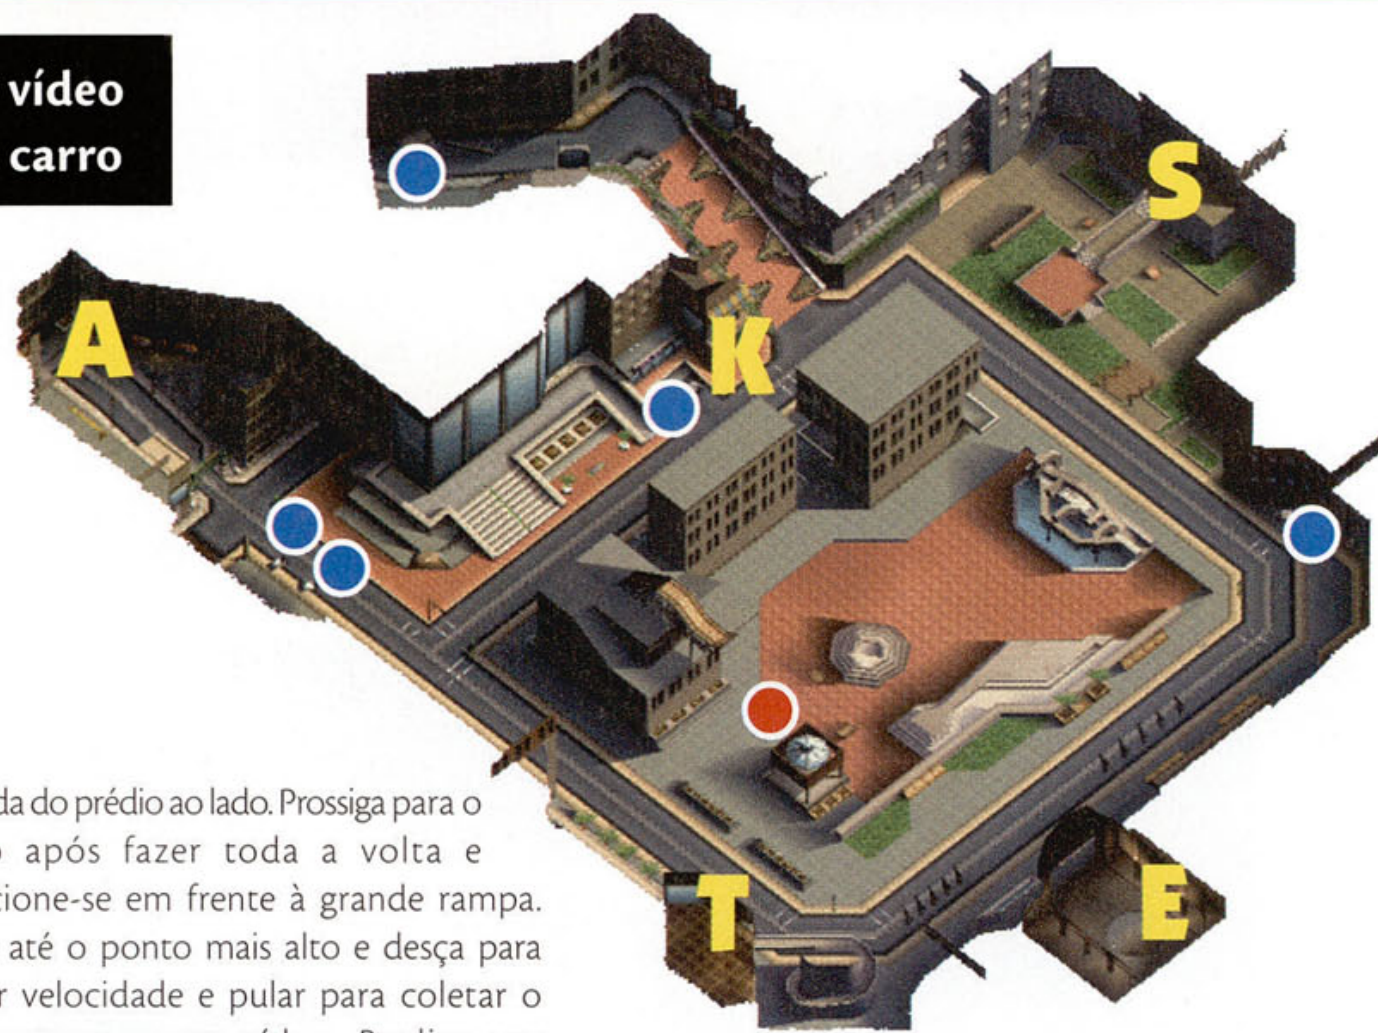 vídeo
carro
S
A
K
da do prédio ao lado. Prossiga para o
após fazer toda a volta e
cione-se em frente à grande rampa.
até o ponto mais alto e desça para
r velocidade e pular para coletar o
T
E